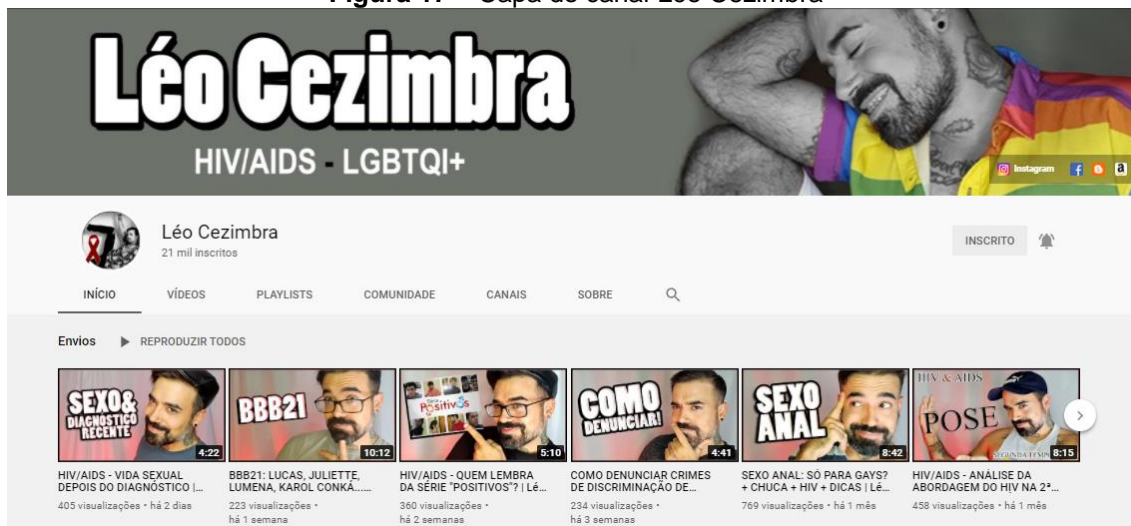 Figura 17 – Capa do canal Léo Cezimbra
Léo Cezimbra
HIV/AIDS - LGBTQI+
Instagram
Léo Cezimbra
21 mil inscritos
INSCRITO
INÍCIO VÍDEOS PLAYLISTS COMUNIDADE CANAIS SOBRE
Envios REPRODUZIR TODOS
SEXO&
DIAGNÓSTICO
RECENTE
4:22
BBB21
10:12
Positivos
5:10
COMO
DENUNCIAR!
4:41
SEXO
ANAL
8:42
HIV & AIDS
POSE
8:15
HIV/AIDS - VIDA SEXUAL
DEPOIS DO DIAGNÓSTICO |...
405 visualizações • há 2 dias
BBB21: LUCAS, JULIETTE,
LUMENA, KAROL CONKÁ......
223 visualizações •
há 1 semana
HIV/AIDS - QUEM LEMBRA
DA SÉRIE "POSITIVOS"? | Lé...
360 visualizações •
há 2 semanas
COMO DENUNCIAR CRIMES
DE DISCRIMINAÇÃO DE...
234 visualizações •
há 3 semanas
SEXO ANAL: SÓ PARA GAYS?
+ CHUCA + HIV + DICAS | Lé...
769 visualizações • há 1 mês
HIV/AIDS - ANÁLISE DA
ABORDAGEM DO HIV NA 2ª...
458 visualizações • há 1 mês